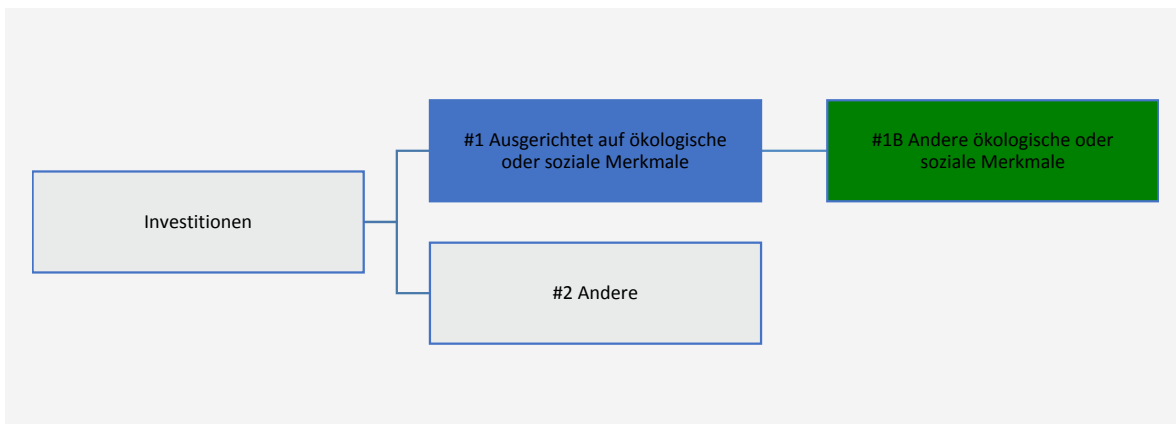 #1 Ausgerichtet auf ökologische
oder soziale Merkmale
#1B Andere ökologische oder
soziale Merkmale
Investitionen
#2 Andere